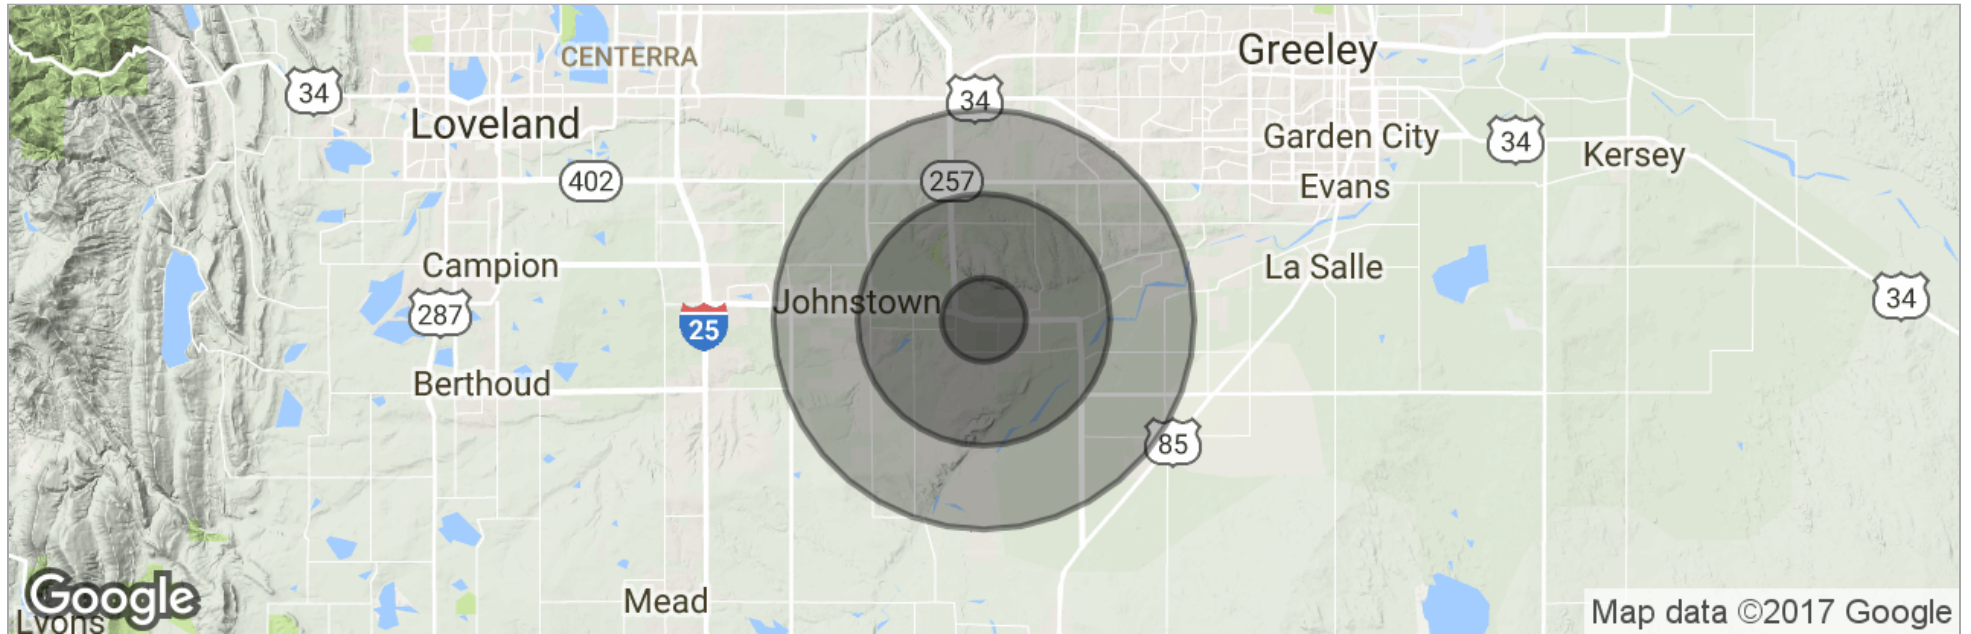 Greeley
CENTERRA
34
34
Loveland
Garden City
34
Kersey
402
257
Evans
Campion
La Salle
Johnstown
34
287
25
Berthoud
85
Google
Mead
Lyons
Map data ©2017 Google